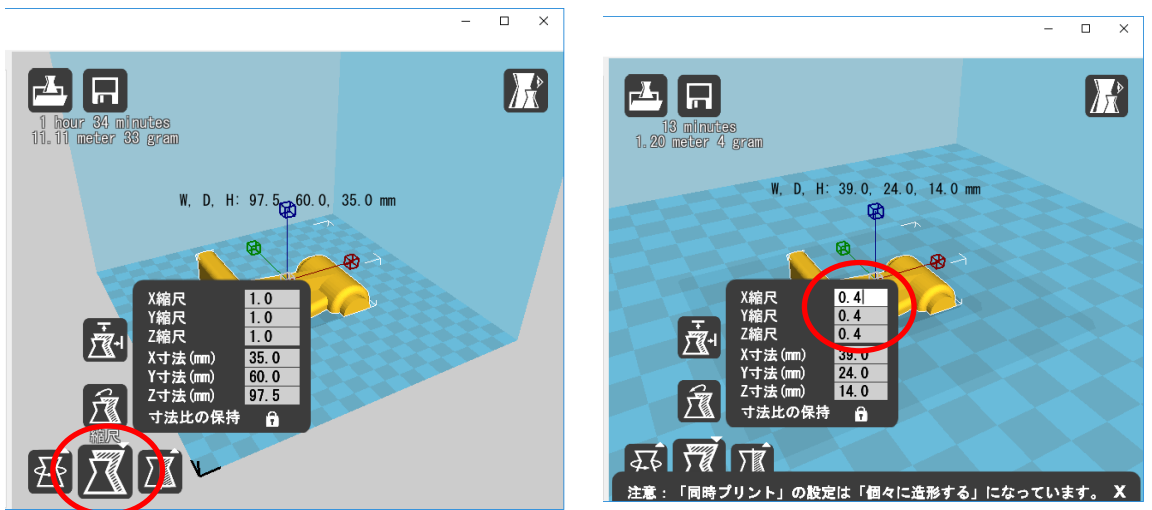 1 hour 34 minutes
11.11 meter 33 gram
W, D, H: 97.5, 60.0, 35.0 mm
X縮尺 1.0
Y縮尺 1.0
Z縮尺 1.0
X寸法(mm) 35.0
Y寸法(mm) 60.0
Z寸法(mm) 97.5
寸法比の保持
縮尺
13 minutes
1.20 meter 4 gram
W, D, H: 39.0, 24.0, 14.0 mm
X縮尺 0.4
Y縮尺 0.4
Z縮尺 0.4
X寸法(mm) 39.0
Y寸法(mm) 24.0
Z寸法(mm) 14.0
寸法比の保持
注意:「同時プリント」の設定は「個々に造形する」になっています。 X